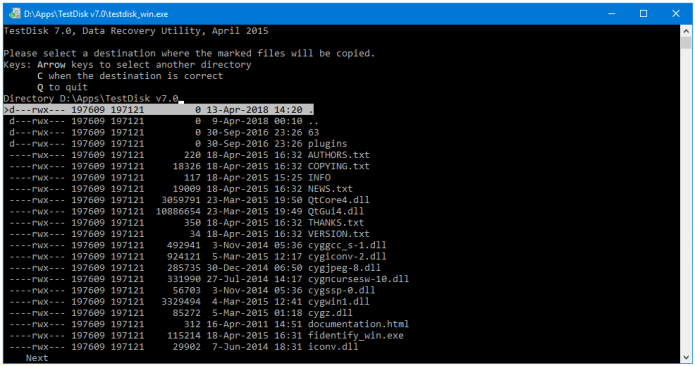 D:\Apps\TestDisk v7.0\testdisk_win.exe
TestDisk 7.0, Data Recovery Utility, April 2015
Please select a destination where the marked files will be copied.
Keys: Arrow keys to select another directory
C when the destination is correct
Q to quit
Directory D:\Apps\TestDisk v7.0
>d---rwx--- 197609 197121 0 13-Apr-2018 14:20 .
d---rwx--- 197609 197121 0 9-Apr-2018 00:10 ..
d---rwx--- 197609 197121 0 30-Sep-2016 23:26 63
d---rwx--- 197609 197121 0 30-Sep-2016 23:26 plugins
----rwx--- 197609 197121 220 18-Apr-2015 16:32 AUTHORS.txt
----rwx--- 197609 197121 18326 18-Apr-2015 16:32 COPYING.txt
----rwx--- 197609 197121 117 18-Apr-2015 15:25 INFO
----rwx--- 197609 197121 19009 18-Apr-2015 16:32 NEWS.txt
----rwx--- 197609 197121 3059791 23-Mar-2015 19:50 QtCore4.dll
----rwx--- 197609 197121 10886654 23-Mar-2015 19:49 QtGui4.dll
----rwx--- 197609 197121 350 18-Apr-2015 16:32 THANKS.txt
----rwx--- 197609 197121 34 18-Apr-2015 16:32 VERSION.txt
----rwx--- 197609 197121 492941 3-Nov-2014 05:36 cyggcc_s-1.dll
----rwx--- 197609 197121 924121 5-Mar-2015 12:17 cygiconv-2.dll
----rwx--- 197609 197121 285735 30-Dec-2014 06:50 cygjpeg-8.dll
----rwx--- 197609 197121 331990 27-Jul-2014 14:17 cygncursesw-10.dll
----rwx--- 197609 197121 56703 3-Nov-2014 05:36 cygssp-0.dll
----rwx--- 197609 197121 3329494 4-Mar-2015 12:41 cygwin1.dll
----rwx--- 197609 197121 85272 5-Mar-2015 01:18 cygz.dll
----rwx--- 197609 197121 312 16-Apr-2011 14:51 documentation.html
----rwx--- 197609 197121 115214 18-Apr-2015 16:31 fidentify_win.exe
----rwx--- 197609 197121 29902 7-Jun-2014 18:31 iconv.dll
Next